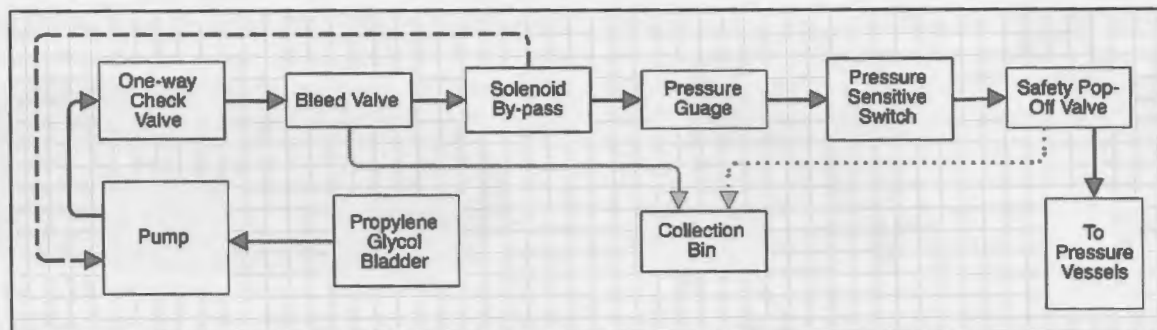 One-way
Check
Valve
Bleed Valve
Solenoid
By-pass
Pressure
Guage
Pressure
Sensitive
Switch
Safety Pop-
Off Valve
Pump
Propylene
Glycol
Bladder
Collection
Bin
To
Pressure
Vessels